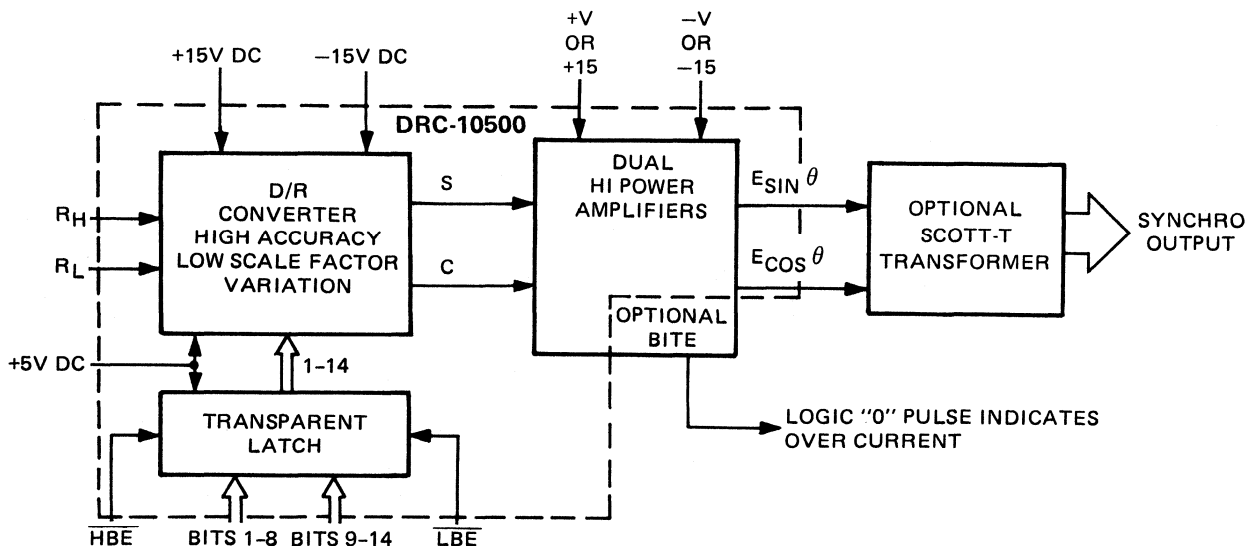 +15V DC
−15V DC
+V
OR
+15
−V
OR
−15
DRC-10500
D/R
CONVERTER
HIGH ACCURACY
LOW SCALE FACTOR
VARIATION
RH
RL
S
C
DUAL
HI POWER
AMPLIFIERS
ESIN θ
ECOS θ
OPTIONAL
SCOTT-T
TRANSFORMER
SYNCHRO
OUTPUT
OPTIONAL
BITE
+5V DC
1–14
TRANSPARENT
LATCH
LOGIC "0" PULSE INDICATES
OVER CURRENT
HBE
BITS 1–8
BITS 9–14
LBE